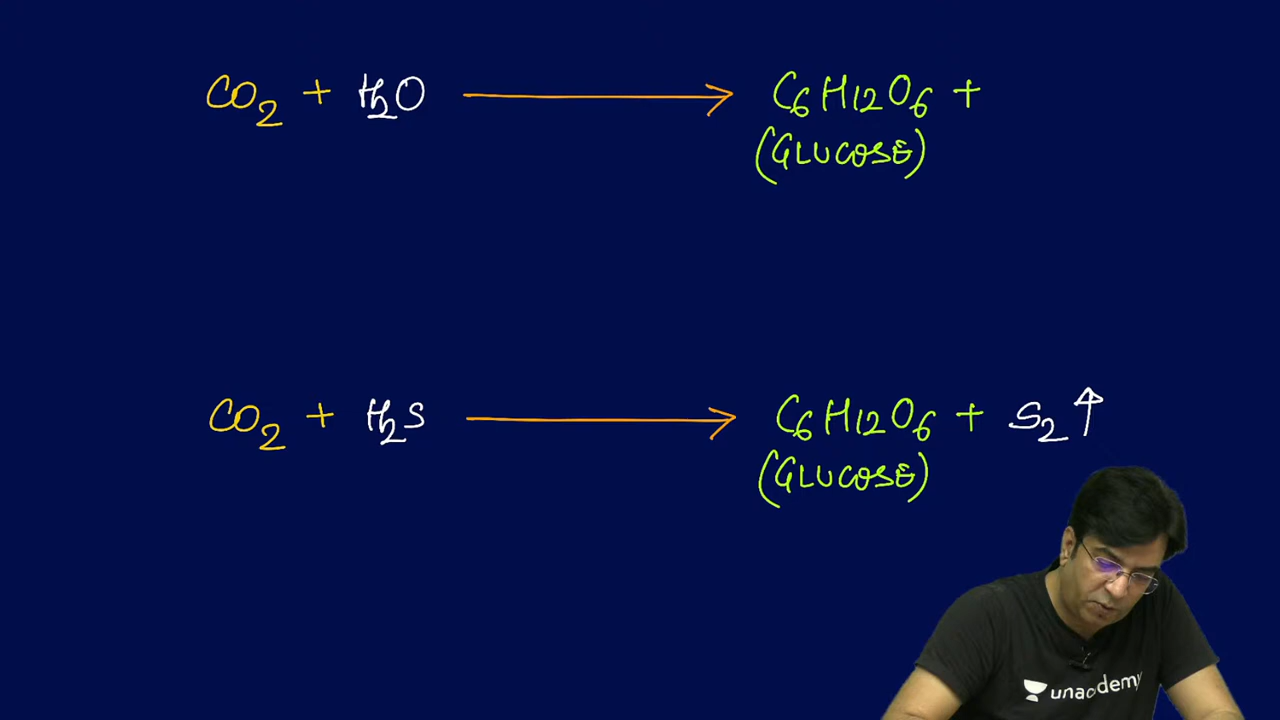 CO2 + H2O → C6H12O6 +
(GLUCOSE)
CO2 + H2S → C6H12O6 + S2 ↑
(GLUCOSE)
unacademy